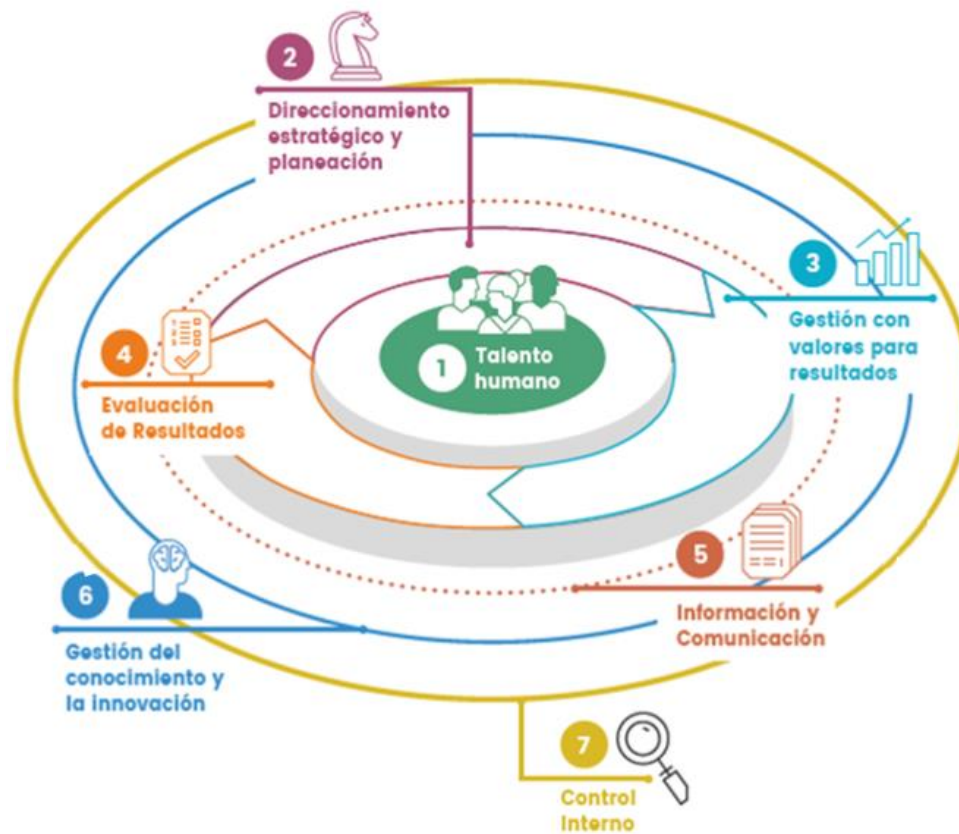 2
Direccionamiento
estratégico y
planeación
3
Gestión con
valores para
resultados
1
Talento
humano
4
Evaluación
de Resultados
5
Información y
Comunicación
6
Gestión del
conocimiento y
la innovación
7
Control
Interno